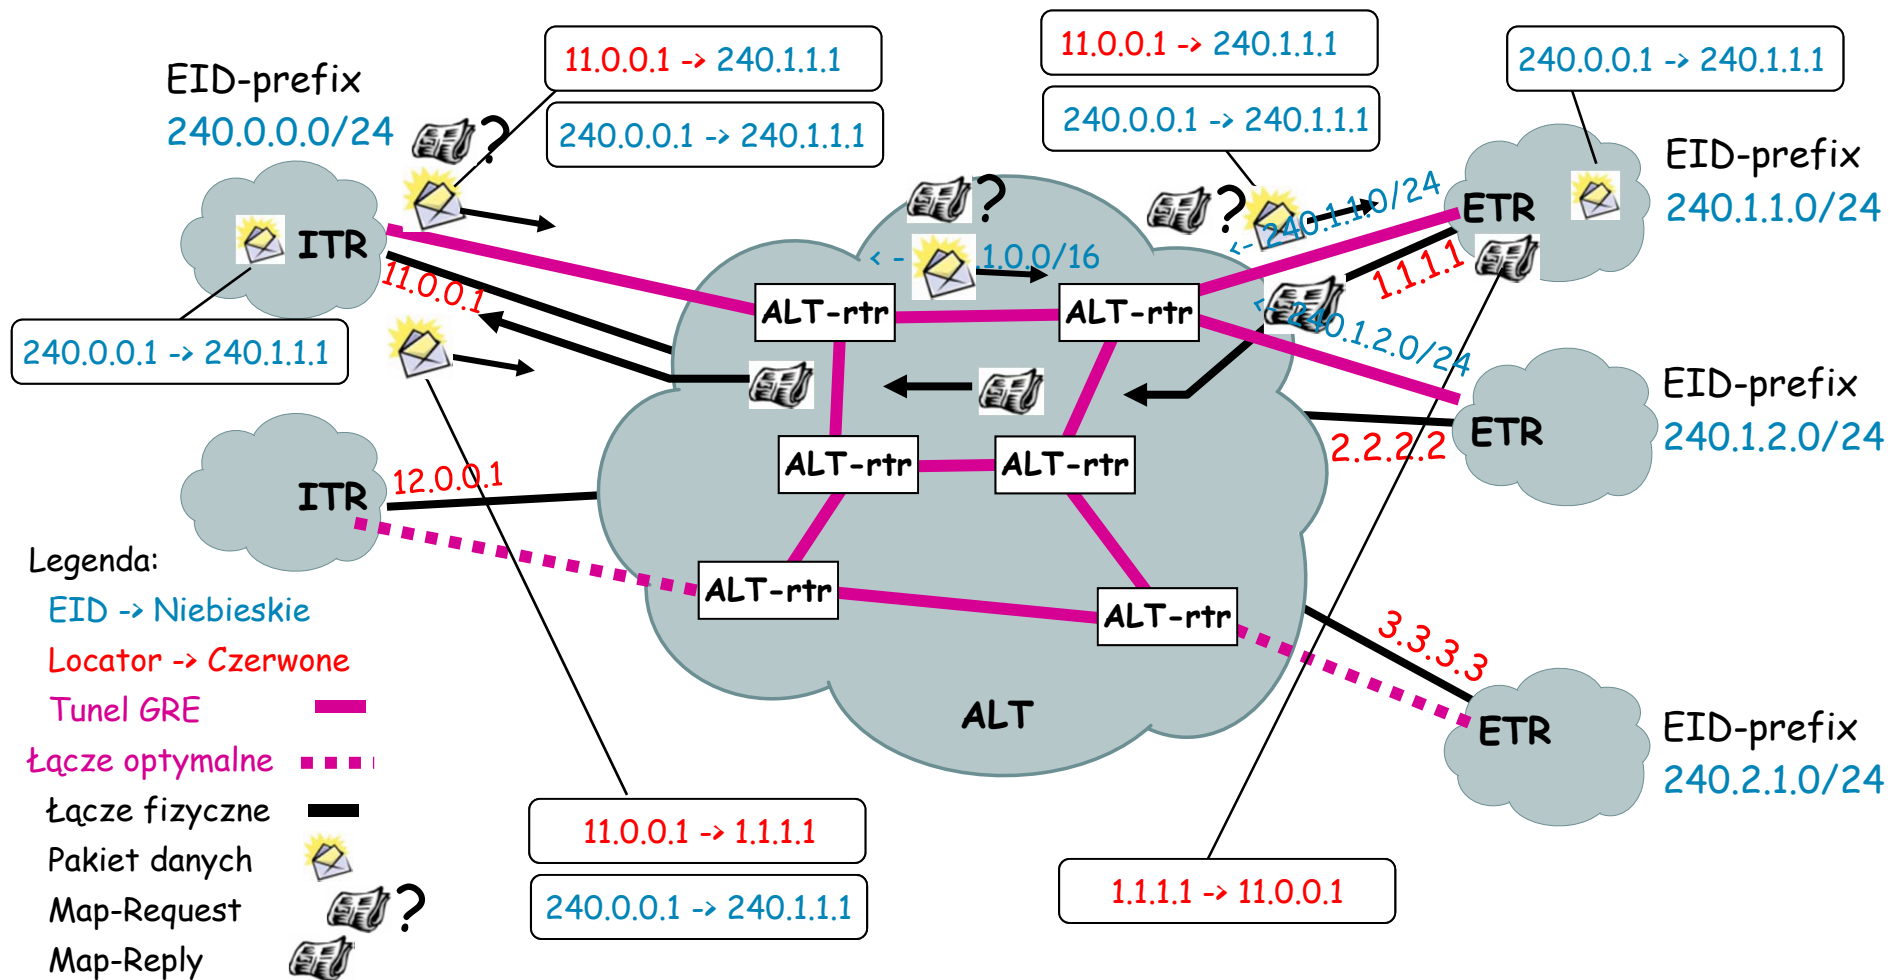 11.0.0.1 -> 240.1.1.1
240.0.0.1 -> 240.1.1.1
11.0.0.1 -> 240.1.1.1
240.0.0.1 -> 240.1.1.1
240.0.0.1 -> 240.1.1.1
EID-prefix
240.0.0.0/24
?
ITR
11.0.0.1
240.0.0.1 -> 240.1.1.1
?
<- 1.0.0/16
?
<- 240.1.1.0/24
ETR
1.1.1.1
EID-prefix
240.1.1.0/24
ALT-rtr
ALT-rtr
<- 240.1.2.0/24
ETR
2.2.2.2
EID-prefix
240.1.2.0/24
ITR
12.0.0.1
ALT-rtr
ALT-rtr
ALT-rtr
ALT-rtr
ALT
3.3.3.3
ETR
EID-prefix
240.2.1.0/24
Legenda:
EID -> Niebieskie
Locator -> Czerwone
Tunel GRE
Łącze optymalne
Łącze fizyczne
Pakiet danych
Map-Request
?
Map-Reply
11.0.0.1 -> 1.1.1.1
240.0.0.1 -> 240.1.1.1
1.1.1.1 -> 11.0.0.1